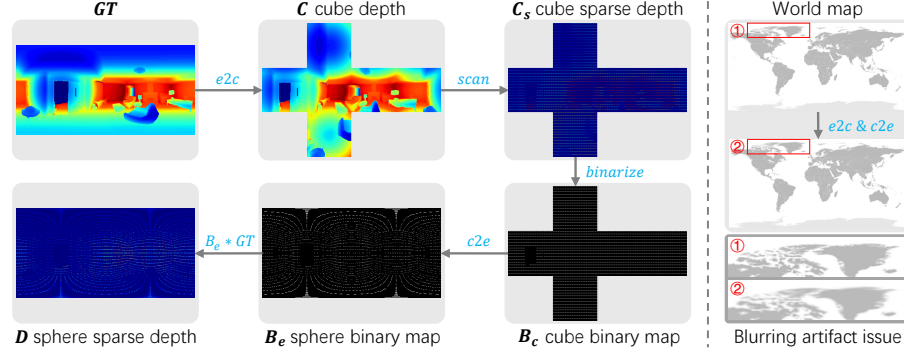 GT
C cube depth
C_s cube sparse depth
World map
e2c
scan
①
e2c & c2e
②
binarize
B_e * GT
c2e
①
②
D sphere sparse depth
B_e sphere binary map
B_c cube binary map
Blurring artifact issue